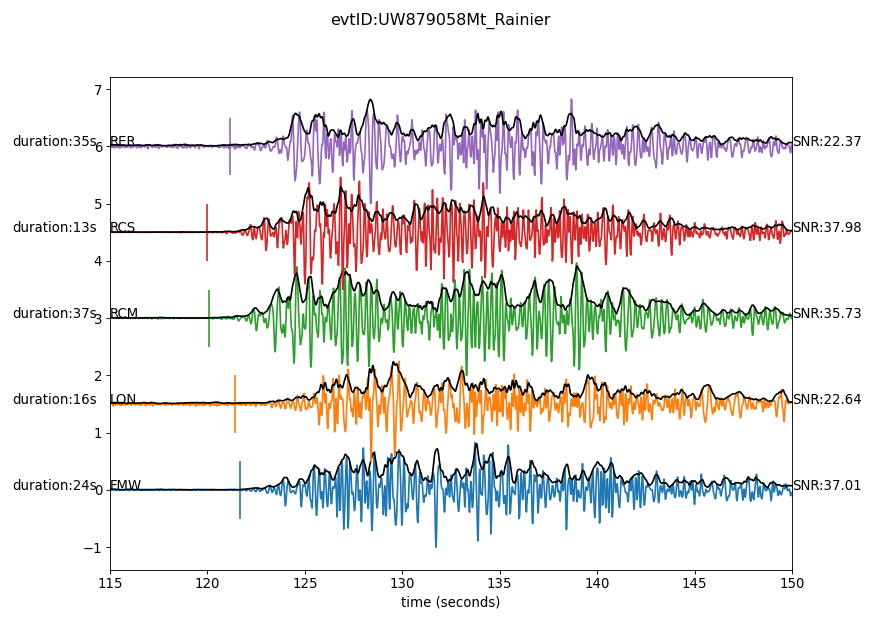 evtID:UW879058Mt_Rainier
7
duration:35s RER 6 SNR:22.37
5
duration:13s RCS SNR:37.98
4
duration:37s RCM 3 SNR:35.73
2
duration:16s LON SNR:22.64
1
duration:24s FMW 0 SNR:37.01
−1
115 120 125 130 135 140 145 150
time (seconds)